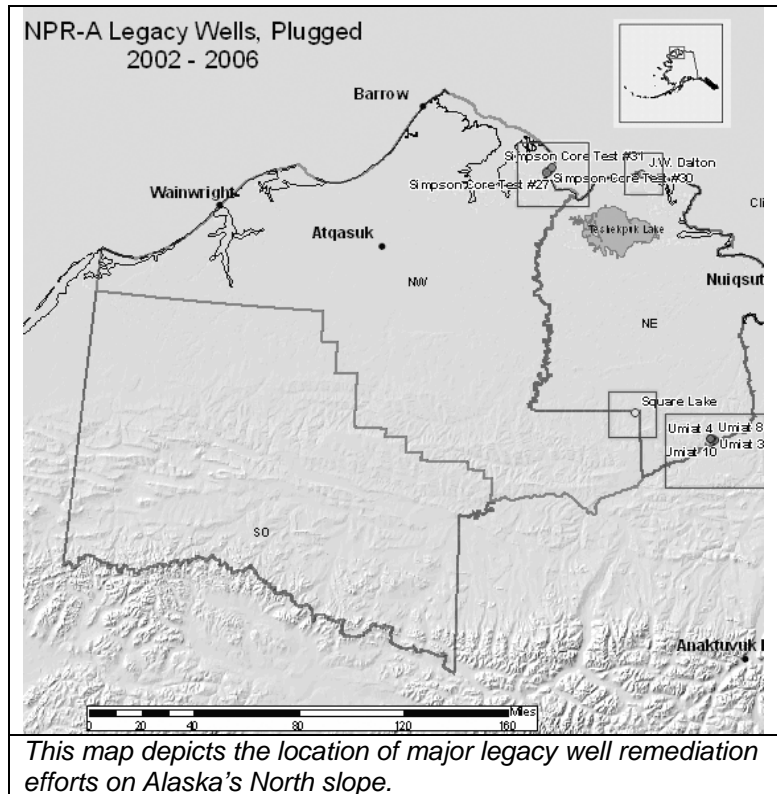 NPR-A Legacy Wells, Plugged
2002 - 2006
Barrow
Simpson Core Test #31
J.W. Dalton
Simpson Core Test #27
Simpson Core Test #30
Wainwright
Teshekpuk Lake
Atqasuk
NW
Nuiqsut
NE
Square Lake
Umiat 4
Umiat 8
Umiat 3
Umiat 10
SO
Anaktuvuk
Miles
0 20 40 80 120 160
This map depicts the location of major legacy well remediation
efforts on Alaska's North slope.